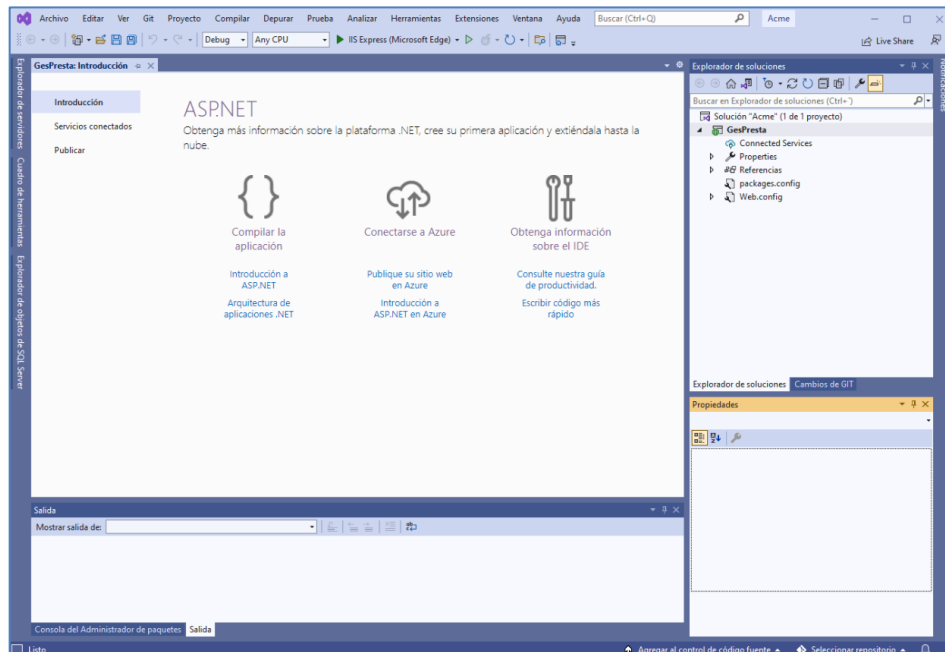 Archivo Editar Ver Git Proyecto Compilar Depurar Prueba Analizar Herramientas Extensiones Ventana Ayuda Buscar (Ctrl+Q) Acme
Debug Any CPU IIS Express (Microsoft Edge) Live Share
Explorador de servidores
Cuadro de herramientas
Explorador de objetos de SQL Server
GesPresta: Introducción
Introducción
Servicios conectados
Publicar
ASP.NET
Obtenga más información sobre la plataforma .NET, cree su primera aplicación y extiéndala hasta la
nube.
Compilar la
aplicación
Introducción a
ASP.NET
Arquitectura de
aplicaciones .NET
Conectarse a Azure
Publique su sitio web
en Azure
Introducción a
ASP.NET en Azure
Obtenga información
sobre el IDE
Consulte nuestra guía
de productividad.
Escribir código más
rápido
Explorador de soluciones
Buscar en Explorador de soluciones (Ctrl+´)
Solución "Acme" (1 de 1 proyecto)
GesPresta
Connected Services
Properties
Referencias
packages.config
Web.config
Explorador de soluciones Cambios de GIT
Propiedades
Notificaciones
Salida
Mostrar salida de:
Consola del Administrador de paquetes Salida
Listo Agregar al control de código fuente Seleccionar repositorio